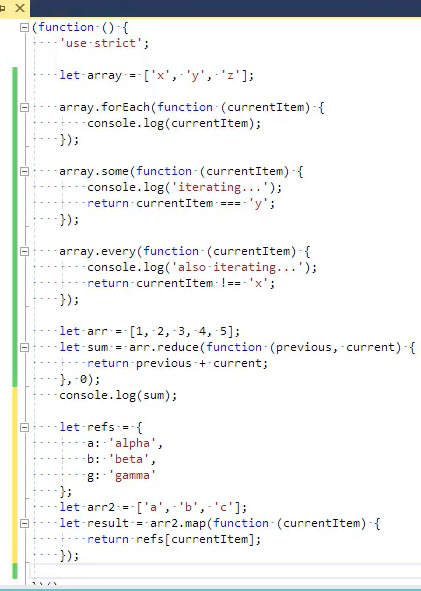 (function () {
    'use strict';

    let array = ['x', 'y', 'z'];

    array.forEach(function (currentItem) {
        console.log(currentItem);
    });

    array.some(function (currentItem) {
        console.log('iterating...');
        return currentItem === 'y';
    });

    array.every(function (currentItem) {
        console.log('also iterating...');
        return currentItem !== 'x';
    });

    let arr = [1, 2, 3, 4, 5];
    let sum = arr.reduce(function (previous, current) {
        return previous + current;
    }, 0);
    console.log(sum);

    let refs = {
        a: 'alpha',
        b: 'beta',
        g: 'gamma'
    };
    let arr2 = ['a', 'b', 'c'];
    let result = arr2.map(function (currentItem) {
        return refs[currentItem];
    });